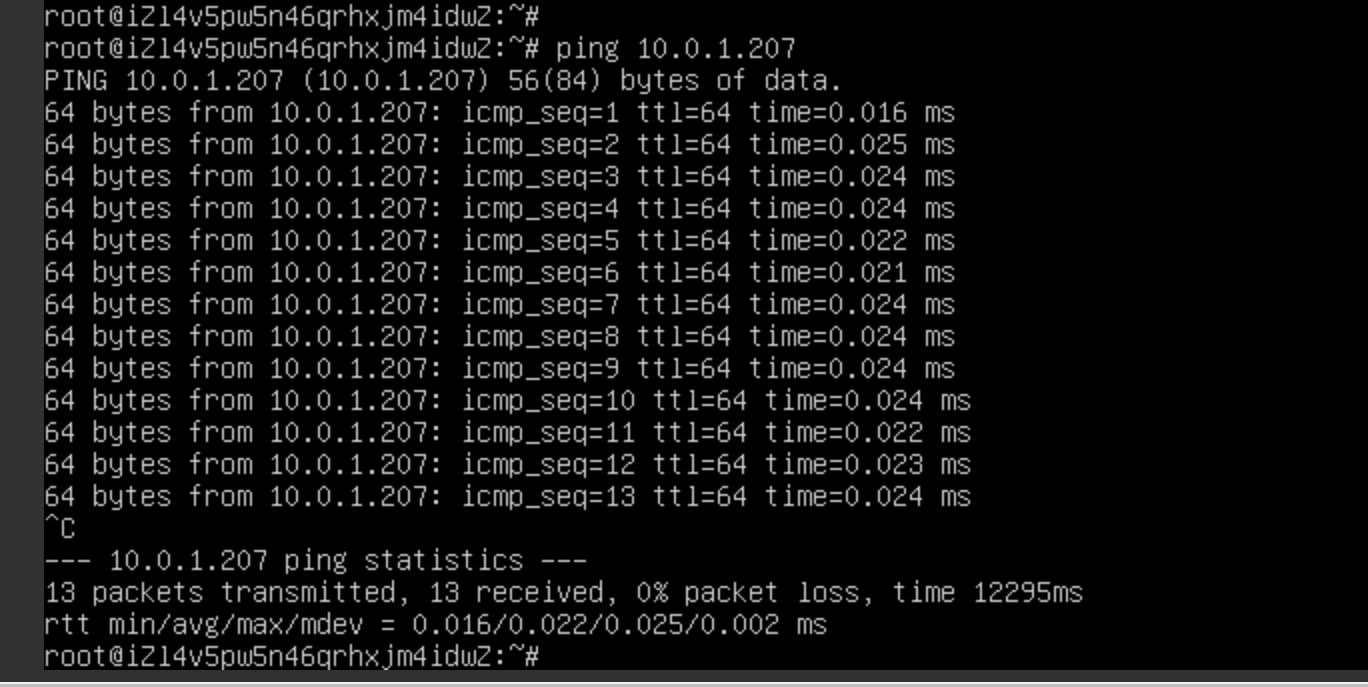 root@iZl4v5pw5n46qrhxjm4idwZ:~#
root@iZl4v5pw5n46qrhxjm4idwZ:~# ping 10.0.1.207
PING 10.0.1.207 (10.0.1.207) 56(84) bytes of data.
64 bytes from 10.0.1.207: icmp_seq=1 ttl=64 time=0.016 ms
64 bytes from 10.0.1.207: icmp_seq=2 ttl=64 time=0.025 ms
64 bytes from 10.0.1.207: icmp_seq=3 ttl=64 time=0.024 ms
64 bytes from 10.0.1.207: icmp_seq=4 ttl=64 time=0.024 ms
64 bytes from 10.0.1.207: icmp_seq=5 ttl=64 time=0.022 ms
64 bytes from 10.0.1.207: icmp_seq=6 ttl=64 time=0.021 ms
64 bytes from 10.0.1.207: icmp_seq=7 ttl=64 time=0.024 ms
64 bytes from 10.0.1.207: icmp_seq=8 ttl=64 time=0.024 ms
64 bytes from 10.0.1.207: icmp_seq=9 ttl=64 time=0.024 ms
64 bytes from 10.0.1.207: icmp_seq=10 ttl=64 time=0.024 ms
64 bytes from 10.0.1.207: icmp_seq=11 ttl=64 time=0.022 ms
64 bytes from 10.0.1.207: icmp_seq=12 ttl=64 time=0.023 ms
64 bytes from 10.0.1.207: icmp_seq=13 ttl=64 time=0.024 ms
^C
--- 10.0.1.207 ping statistics ---
13 packets transmitted, 13 received, 0% packet loss, time 12295ms
rtt min/avg/max/mdev = 0.016/0.022/0.025/0.002 ms
root@iZl4v5pw5n46qrhxjm4idwZ:~#